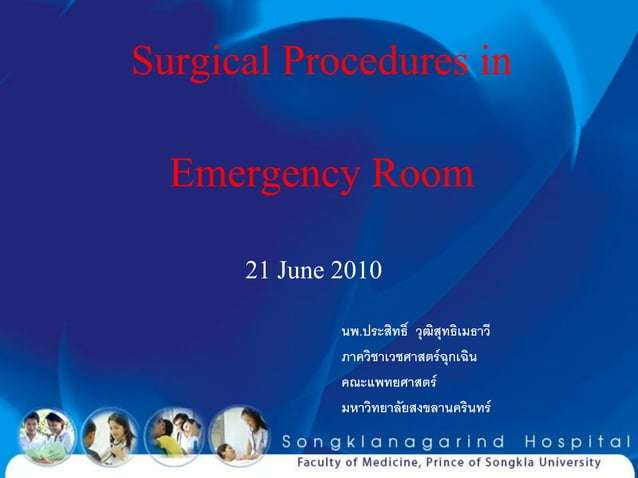 Surgical Procedures in
Emergency Room
21 June 2010
นพ.ประสิทธิ์ วุฒิสุทธิเมธาวี
ภาควิชาเวชศาสตร์ฉุกเฉิน
คณะแพทยศาสตร์
มหาวิทยาลัยสงขลานครินทร์
Songklanagarind Hospital
Faculty of Medicine, Prince of Songkla University